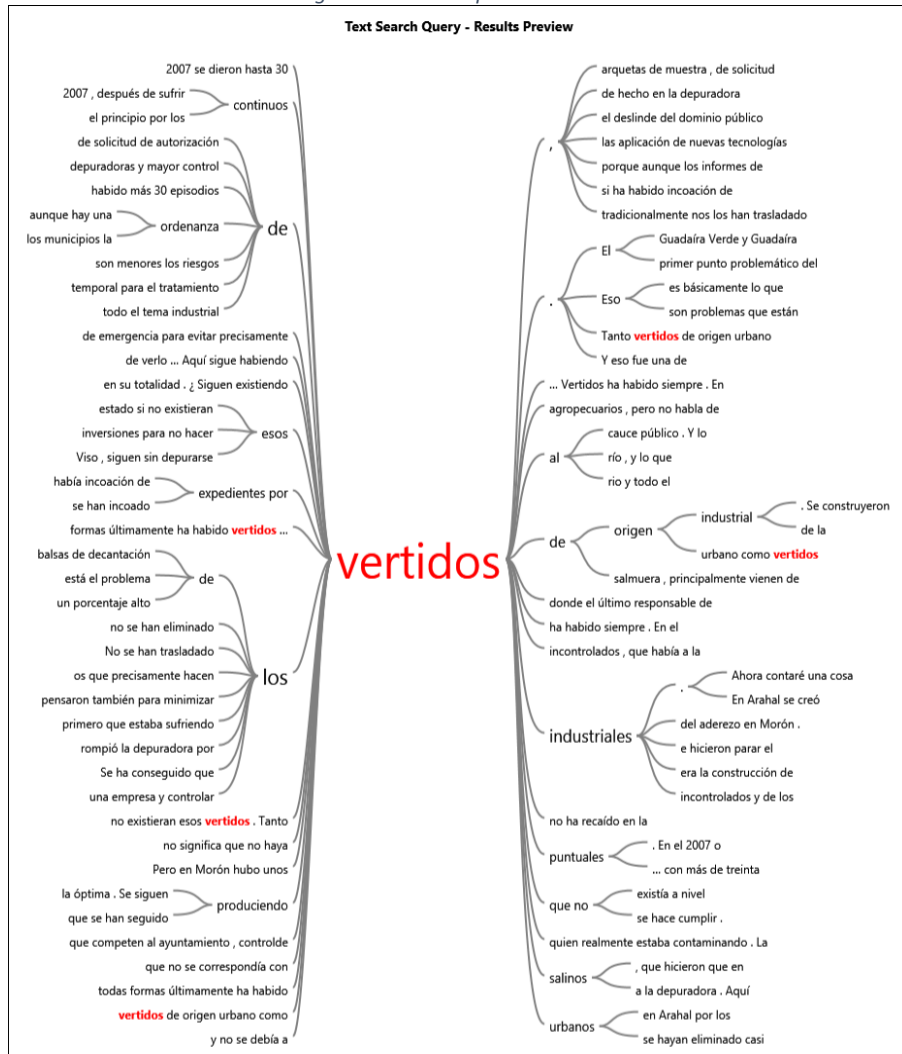 Text Search Query - Results Preview
2007 se dieron hasta 30
2007 , después de sufrir
continuos
el principio por los
de solicitud de autorización
depuradoras y mayor control
habido más 30 episodios
aunque hay una
ordenanza
los municipios la
de
son menores los riesgos
temporal para el tratamiento
todo el tema industrial
de emergencia para evitar precisamente
de verlo ... Aquí sigue habiendo
en su totalidad . ¿ Siguen existiendo
estado si no existieran
inversiones para no hacer
esos
Viso , siguen sin depurarse
había incoación de
expedientes por
se han incoado
formas últimamente ha habido vertidos ...
balsas de decantación
está el problema
de
un porcentaje alto
no se han eliminado
No se han trasladado
os que precisamente hacen
los
pensaron también para minimizar
primero que estaba sufriendo
rompió la depuradora por
Se ha conseguido que
una empresa y controlar
no existieran esos vertidos . Tanto
no significa que no haya
Pero en Morón hubo unos
la óptima . Se siguen
produciendo
que se han seguido
que competen al ayuntamiento , controlde
que no se correspondía con
todas formas últimamente ha habido
vertidos de origen urbano como
y no se debía a
vertidos
,
arquetas de muestra , de solicitud
de hecho en la depuradora
el deslinde del dominio público
las aplicación de nuevas tecnologías
porque aunque los informes de
si ha habido incoación de
tradicionalmente nos los han trasladado
.
El
Guadaíra Verde y Guadaíra
primer punto problemático del
Eso
es básicamente lo que
son problemas que están
Tanto vertidos de origen urbano
Y eso fue una de
... Vertidos ha habido siempre . En
agropecuarios , pero no habla de
al
cauce público . Y lo
río , y lo que
rio y todo el
de
origen
industrial
. Se construyeron
de la
urbano como vertidos
salmuera , principalmente vienen de
donde el último responsable de
ha habido siempre . En el
incontrolados , que había a la
industriales
.
Ahora contaré una cosa
En Arahal se creó
del aderezo en Morón .
e hicieron parar el
era la construcción de
incontrolados y de los
no ha recaído en la
puntuales
. En el 2007 o
... con más de treinta
que no
existía a nivel
se hace cumplir .
quien realmente estaba contaminando . La
salinos
, que hicieron que en
a la depuradora . Aquí
urbanos
en Arahal por los
se hayan eliminado casi